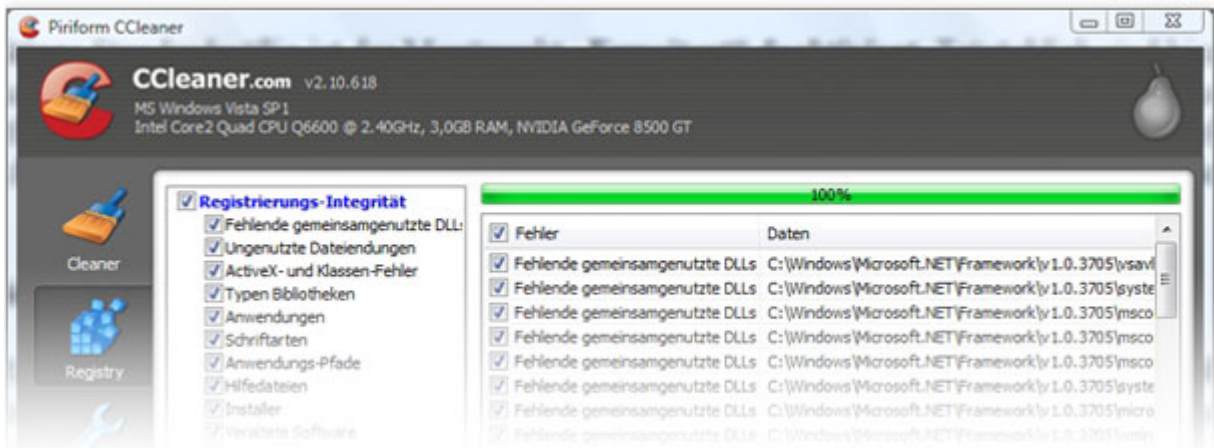 Piriform CCleaner
CCleaner.com v2.10.618
MS Windows Vista SP1
Intel Core2 Quad CPU Q6600 @ 2.40GHz, 3,0GB RAM, NVIDIA GeForce 8500 GT
Cleaner
Registry
Registrierungs-Integrität
Fehlende gemeinsamgenutzte DLL
Ungenutzte Dateiendungen
ActiveX- und Klassen-Fehler
Typen Bibliotheken
Anwendungen
Schriftarten
Anwendungs-Pfade
Hilfedateien
Installer
Veraltete Software
100%
Fehler Daten
Fehlende gemeinsamgenutzte DLLs C:\Windows\Microsoft.NET\Framework\v1.0.3705\vsavl
Fehlende gemeinsamgenutzte DLLs C:\Windows\Microsoft.NET\Framework\v1.0.3705\syste
Fehlende gemeinsamgenutzte DLLs C:\Windows\Microsoft.NET\Framework\v1.0.3705\msco
Fehlende gemeinsamgenutzte DLLs C:\Windows\Microsoft.NET\Framework\v1.0.3705\msco
Fehlende gemeinsamgenutzte DLLs C:\Windows\Microsoft.NET\Framework\v1.0.3705\msco
Fehlende gemeinsamgenutzte DLLs C:\Windows\Microsoft.NET\Framework\v1.0.3705\syste
Fehlende gemeinsamgenutzte DLLs C:\Windows\Microsoft.NET\Framework\v1.0.3705\micro
Fehlende gemeinsamgenutzte DLLs